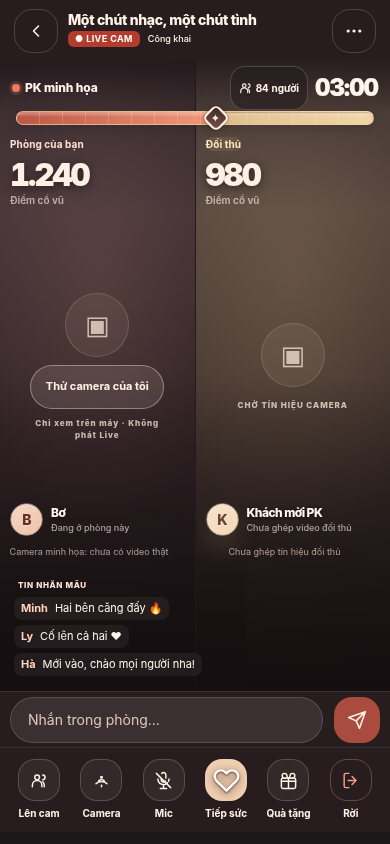 Một chút nhạc, một chút tình
LIVE CAM Công khai
PK minh họa
84 người
03:00
Phòng của bạn
1.240
Điểm cổ vũ
Đối thủ
980
Điểm cổ vũ
Thử camera của tôi
Chỉ xem trên máy · Không
phát Live
CHỜ TÍN HIỆU CAMERA
B
Bơ
Đang ở phòng này
Camera minh họa: chưa có video thật
K
Khách mời PK
Chưa ghép video đối thủ
Chưa ghép tín hiệu đối thủ
TIN NHẮN MẪU
Minh Hai bên căng đấy 🔥
Ly Cố lên cả hai ♥
Hà Mới vào, chào mọi người nha!
Nhắn trong phòng...
Lên cam
Camera
Mic
Tiếp sức
Quà tặng
Rời